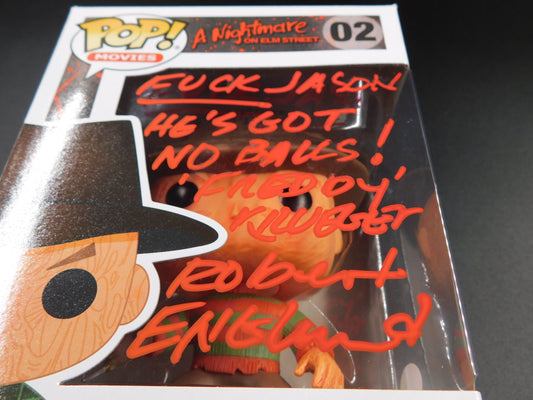 POP!
MOVIES
A Nightmare
ON ELM STREET
02
FUCK JASON
HE'S GOT
NO BALLS!
'FREDDY'
KRUEGER
Robert
ENGLUND